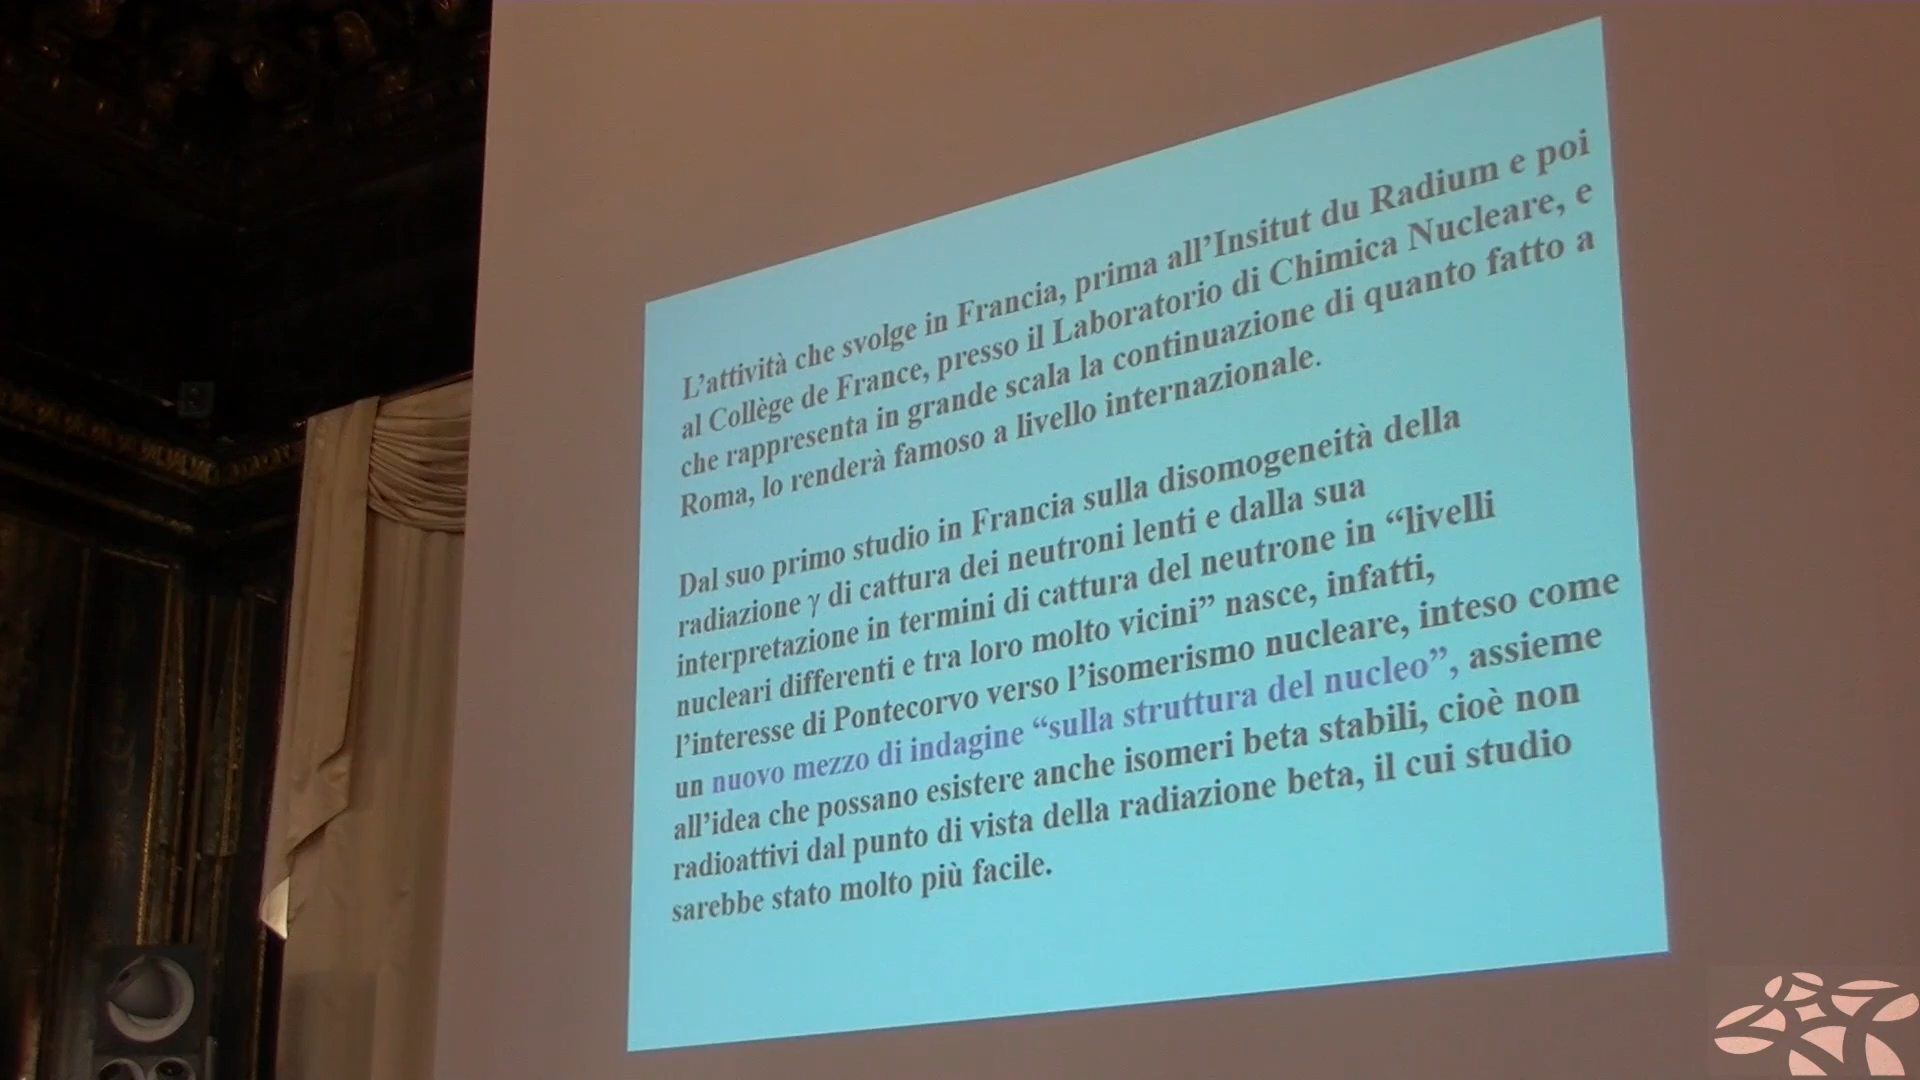 L'attività che svolge in Francia, prima all'Insitut du Radium e poi
al Collège de France, presso il Laboratorio di Chimica Nucleare, e
che rappresenta in grande scala la continuazione di quanto fatto a
Roma, lo renderà famoso a livello internazionale.
Dal suo primo studio in Francia sulla disomogeneità della
radiazione γ di cattura dei neutroni lenti e dalla sua
interpretazione in termini di cattura del neutrone in “livelli
nucleari differenti e tra loro molto vicini” nasce, infatti,
l'interesse di Pontecorvo verso l'isomerismo nucleare, inteso come
un nuovo mezzo di indagine “sulla struttura del nucleo”, assieme
all'idea che possano esistere anche isomeri beta stabili, cioè non
radioattivi dal punto di vista della radiazione beta, il cui studio
sarebbe stato molto più facile.